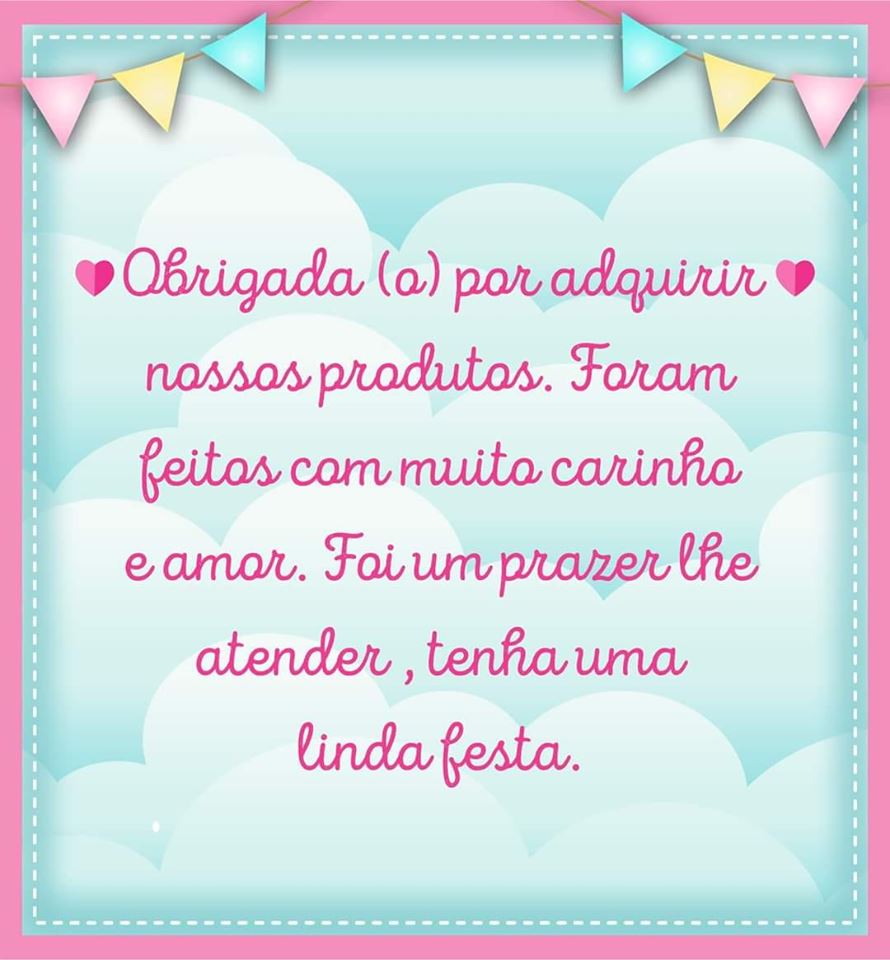 Obrigada (o) por adquirir
nossos produtos. Foram
feitos com muito carinho
e amor. Foi um prazer lhe
atender , tenha uma
linda festa.